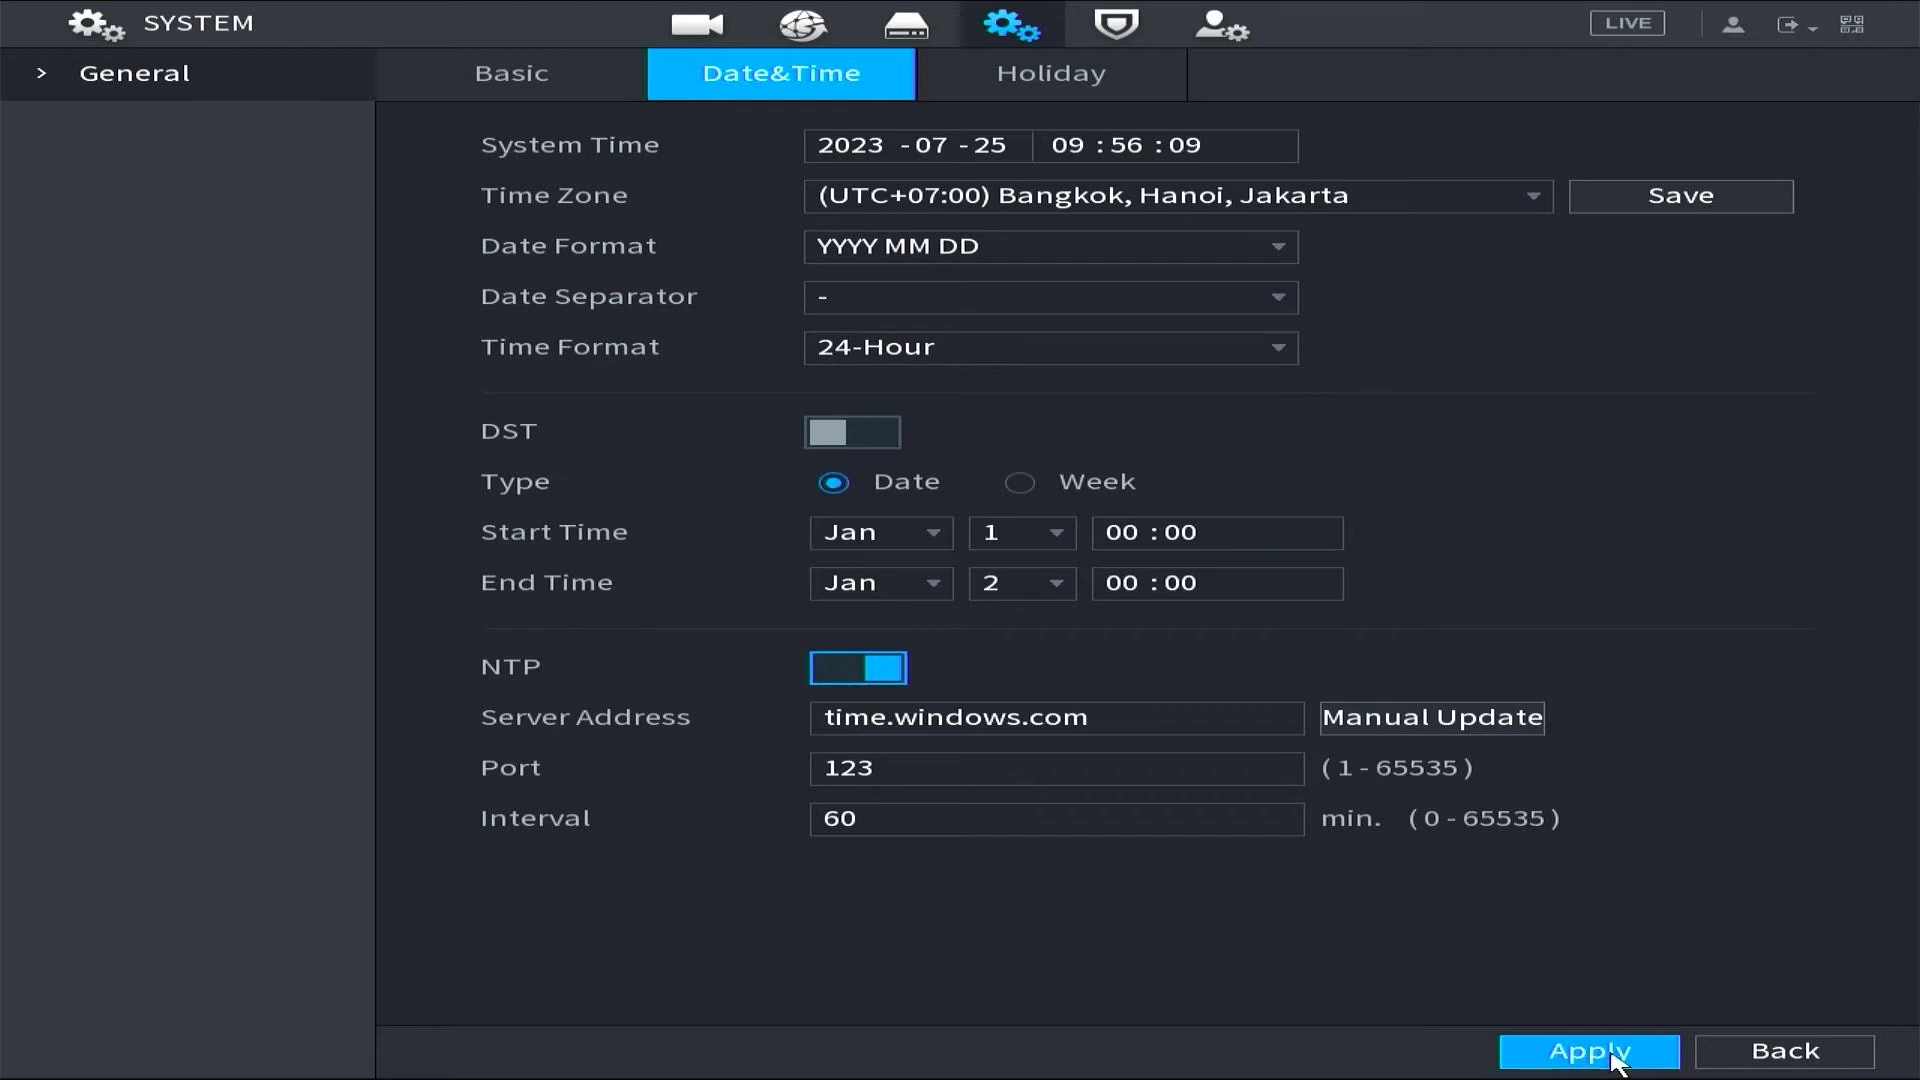 SYSTEM
LIVE
> General
Basic
Date&Time
Holiday
System Time 2023 - 07 - 25 09 : 56 : 09
Time Zone (UTC+07:00) Bangkok, Hanoi, Jakarta Save
Date Format YYYY MM DD
Date Separator -
Time Format 24-Hour
DST
Type Date Week
Start Time Jan 1 00 : 00
End Time Jan 2 00 : 00
NTP
Server Address time.windows.com Manual Update
Port 123 ( 1 - 65535 )
Interval 60 min. ( 0 - 65535 )
Apply Back